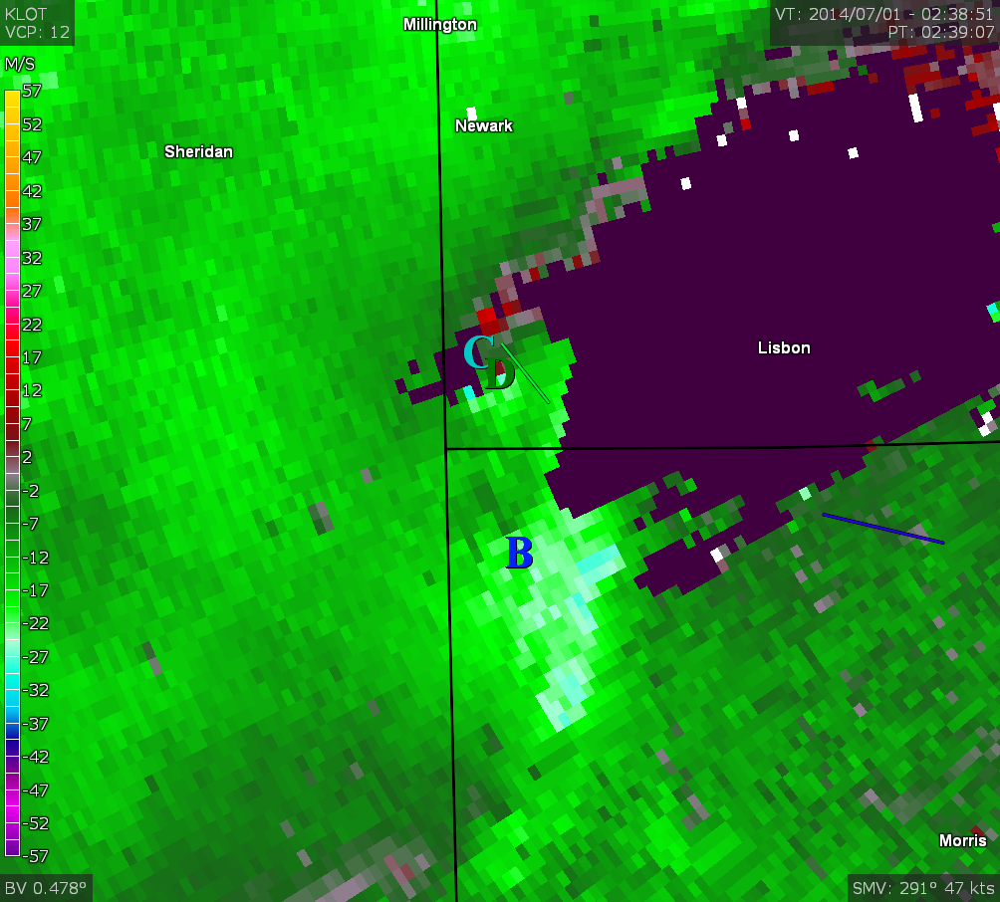 KLOT
VCP: 12
Millington
VT: 2014/07/01 - 02:38:51
PT: 02:39:07
M/S
57
52
47
42
37
32
27
22
17
12
7
2
-2
-7
-12
-17
-22
-27
-32
-37
-42
-47
-52
-57
Newark
Sheridan
Lisbon
C
D
B
Morris
BV 0.478°
SMV: 291° 47 kts